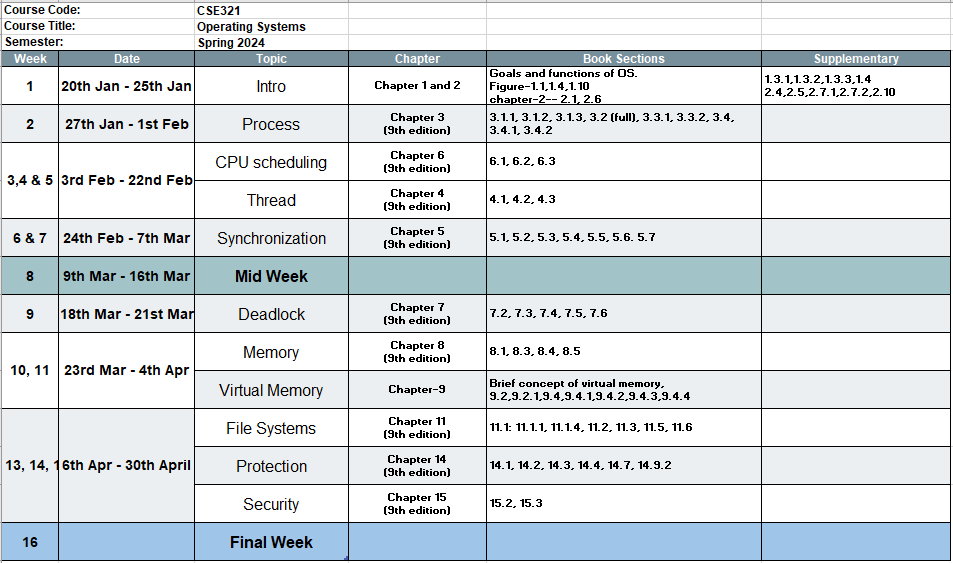 Course Code: CSE321
Course Title: Operating Systems
Semester: Spring 2024
Week Date Topic Chapter Book Sections Supplementary
1 20th Jan - 25th Jan Intro Chapter 1 and 2
Goals and functions of OS.
Figure-1.1,1.4,1.10
chapter-2-- 2.1, 2.6
1.3.1,1.3.2,1.3.3,1.4
2.4,2.5,2.7.1,2.7.2,2.10
2 27th Jan - 1st Feb Process
Chapter 3
(9th edition)
3.1.1, 3.1.2, 3.1.3, 3.2 (full), 3.3.1, 3.3.2, 3.4,
3.4.1, 3.4.2
3,4 & 5 3rd Feb - 22nd Feb
CPU scheduling
Chapter 6
(9th edition)
6.1, 6.2, 6.3
Thread
Chapter 4
(9th edition)
4.1, 4.2, 4.3
6 & 7 24th Feb - 7th Mar Synchronization
Chapter 5
(9th edition)
5.1, 5.2, 5.3, 5.4, 5.5, 5.6. 5.7
8 9th Mar - 16th Mar Mid Week
9 18th Mar - 21st Mar Deadlock
Chapter 7
(9th edition)
7.2, 7.3, 7.4, 7.5, 7.6
10, 11 23rd Mar - 4th Apr
Memory
Chapter 8
(9th edition)
8.1, 8.3, 8.4, 8.5
Virtual Memory
Chapter-9
Brief concept of virtual memory,
9.2,9.2.1,9.4,9.4.1,9.4.2,9.4.3,9.4.4
13, 14, 1 6th Apr - 30th April
File Systems
Chapter 11
(9th edition)
11.1: 11.1.1, 11.1.4, 11.2, 11.3, 11.5, 11.6
Protection
Chapter 14
(9th edition)
14.1, 14.2, 14.3, 14.4, 14.7, 14.9.2
Security
Chapter 15
(9th edition)
15.2, 15.3
16 Final Week